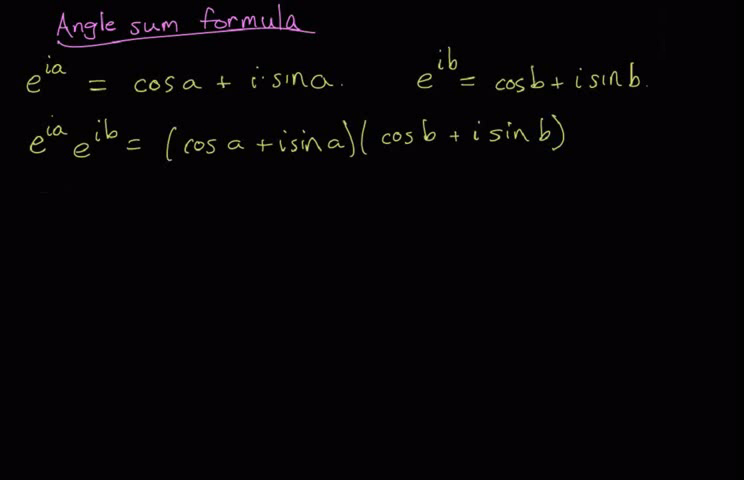 Angle sum formula
e^{ia} = cos a + i·sin a. e^{ib} = cos b + i sin b.
e^{ia} e^{ib} = (cos a + i sin a)(cos b + i sin b)